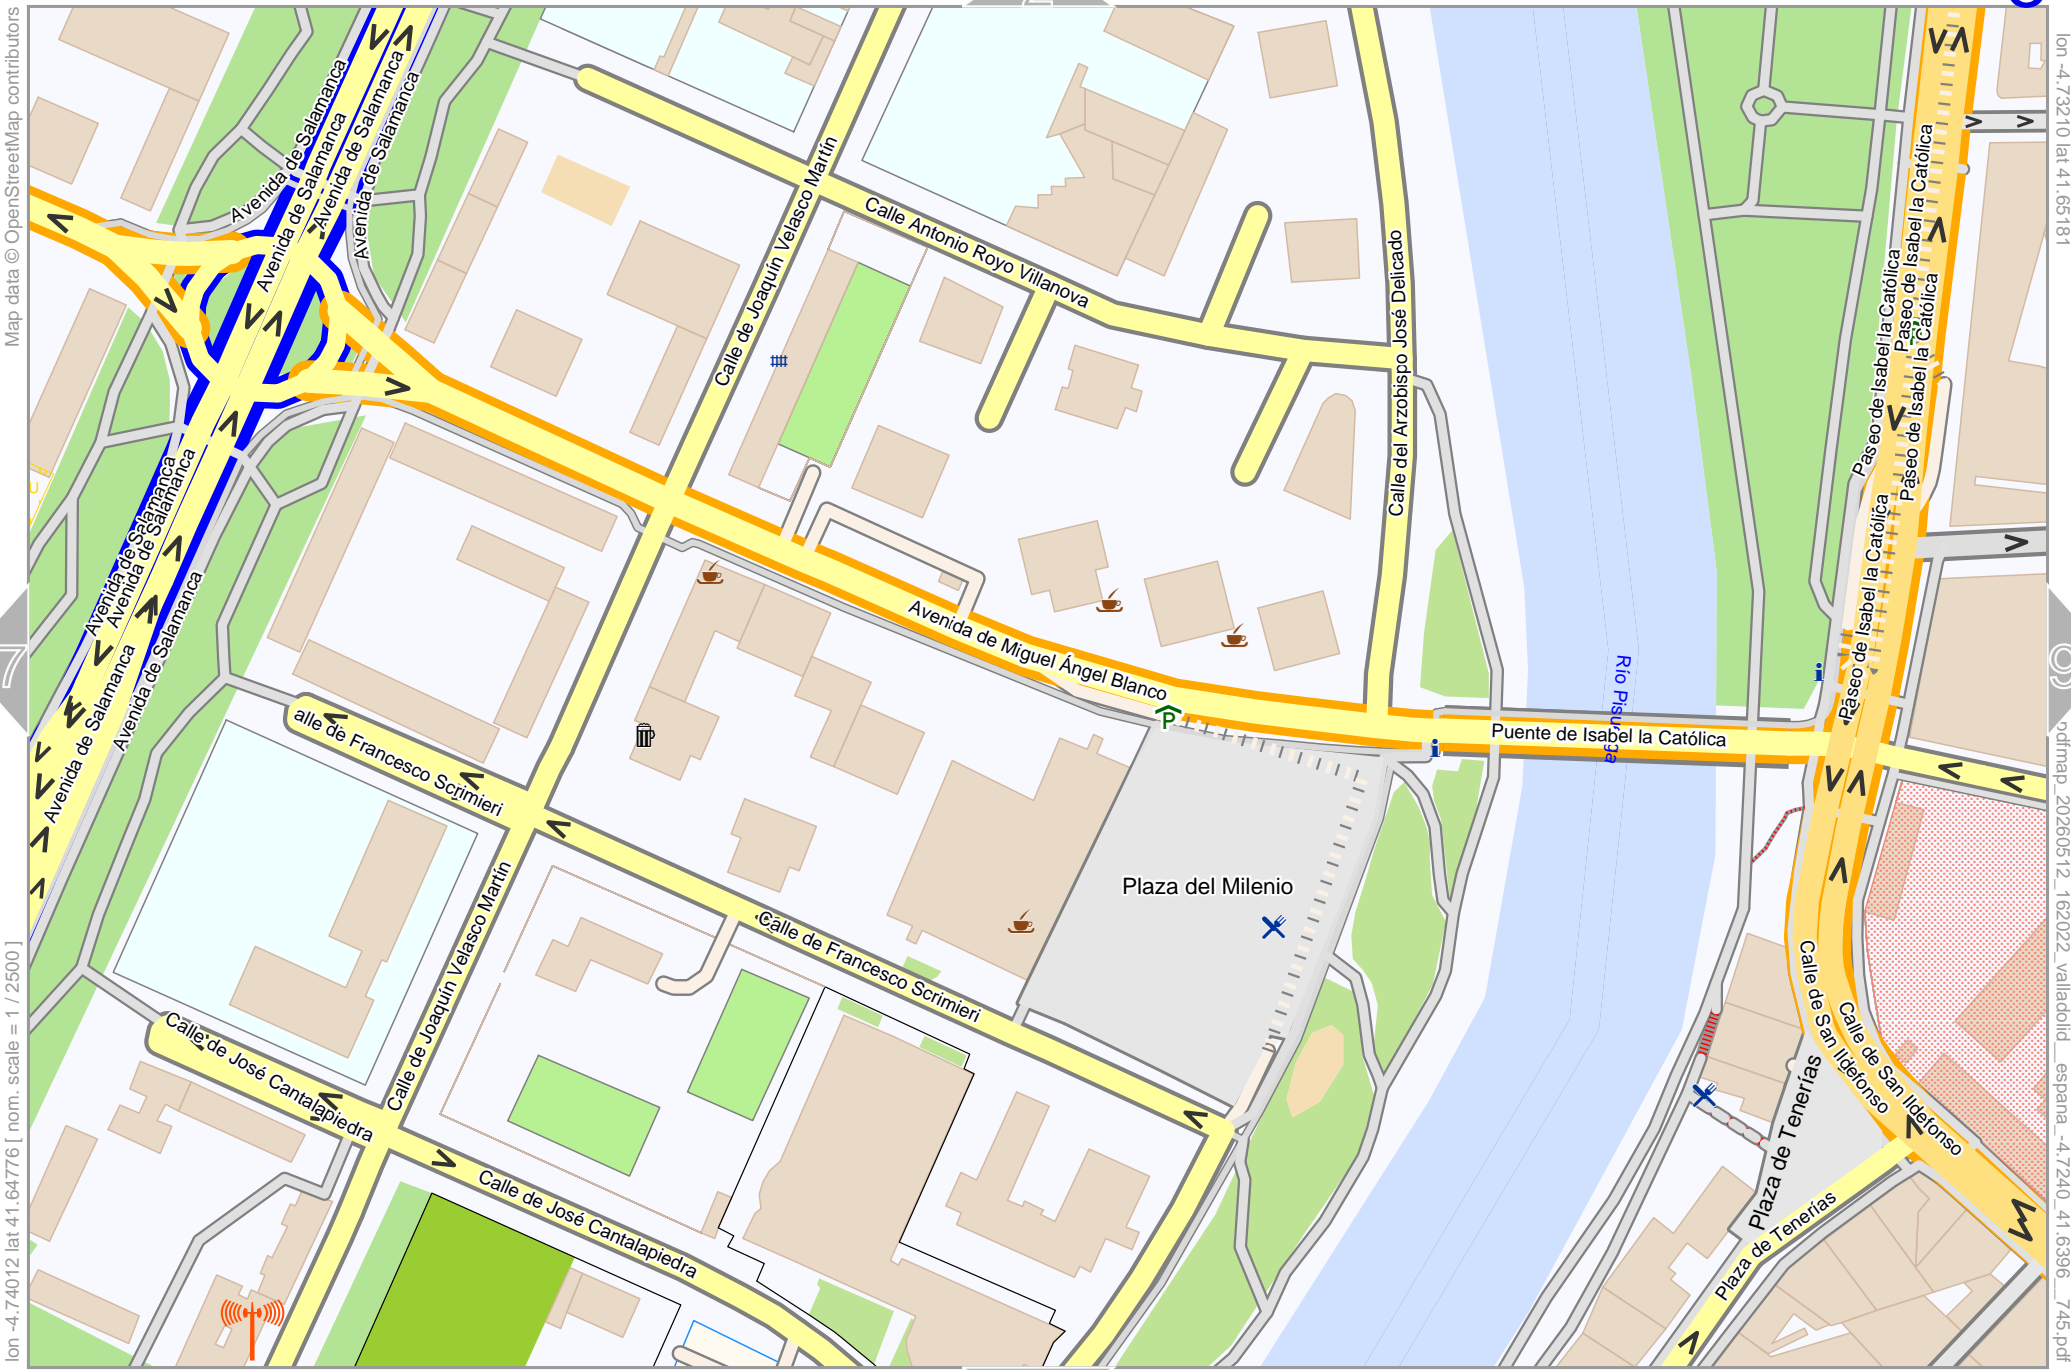 Map data © OpenStreetMap contributors
lon -4.74012 lat 41.64776 [ nom. scale = 1 / 2500 ]
lon -4.73210 lat 41.65181
pdfmap_20260512_162022_valladolid__espana_-4.7240_41.6396__745.pdf
7
9
Avenida de Salamanca
Avenida de Salamanca
Avenida de Salamanca
Avenida de Salamanca
Calle de Joaquín Velasco Martín
Calle Antonio Royo Villanova
Calle del Arzobispo José Delicado
Paseo de Isabel la Católica
Paseo de Isabel la Católica
Paseo de Isabel la Católica
Paseo de Isabel la Católica
Avenida de Salamanca
Avenida de Salamanca
Avenida de Salamanca
Avenida de Salamanca
U
Avenida de Miguel Ángel Blanco
P
i
i
Río Pisuerga
Puente de Isabel la Católica
alle de Francesco Scrimieri
Calle de Joaquín Velasco Martín
Calle de Francesco Scrimieri
Plaza del Milenio
Calle de San Ildefonso
Calle de San Ildefonso
Calle de José Cantalapiedra
Calle de José Cantalapiedra
Plaza de Tenerías
Plaza de Tenerías